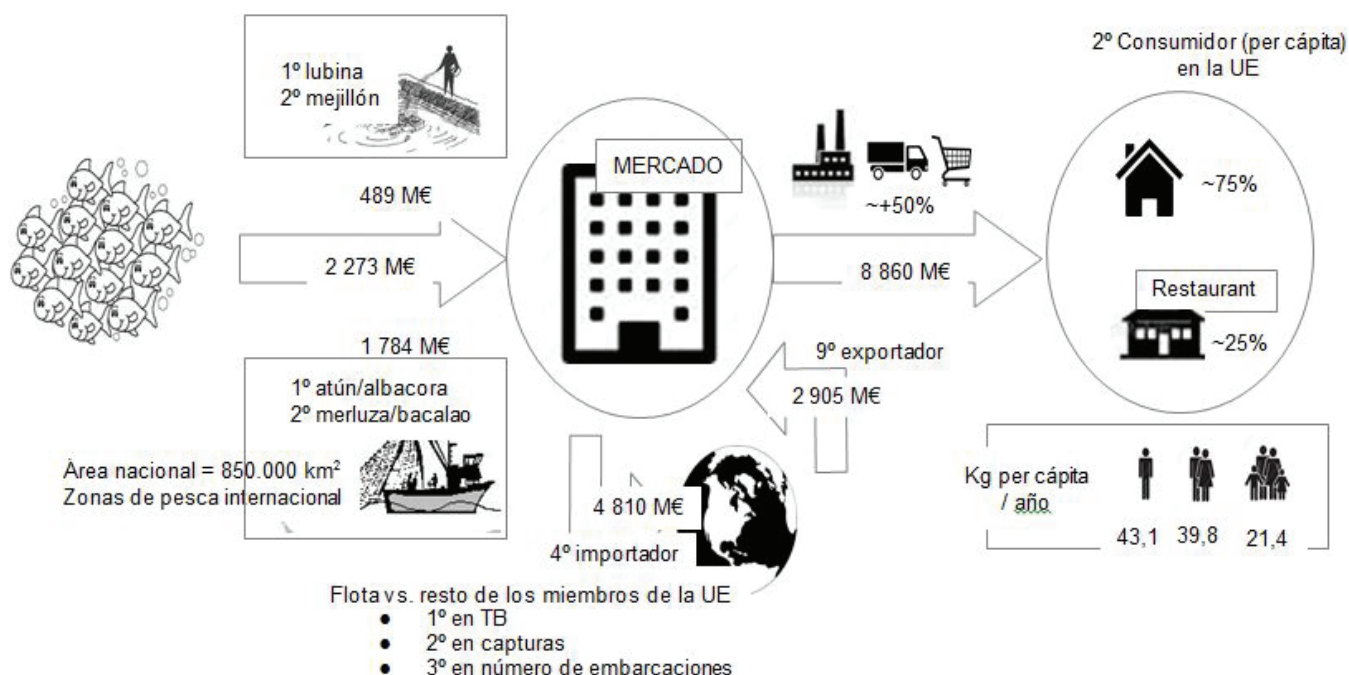 1º lubina
2º mejillón
489 M€
2 273 M€
1 784 M€
1º atún/albacora
2º merluza/bacalao
Área nacional = 850.000 km²
Zonas de pesca internacional
MERCADO
~+50%
8 860 M€
9º exportador
2 905 M€
4 810 M€
4º importador
Flota vs. resto de los miembros de la UE
● 1º en TB
● 2º en capturas
● 3º en número de embarcaciones
2º Consumidor (per cápita)
en la UE
~75%
Restaurant
~25%
Kg per cápita
/ año
43,1 39,8 21,4